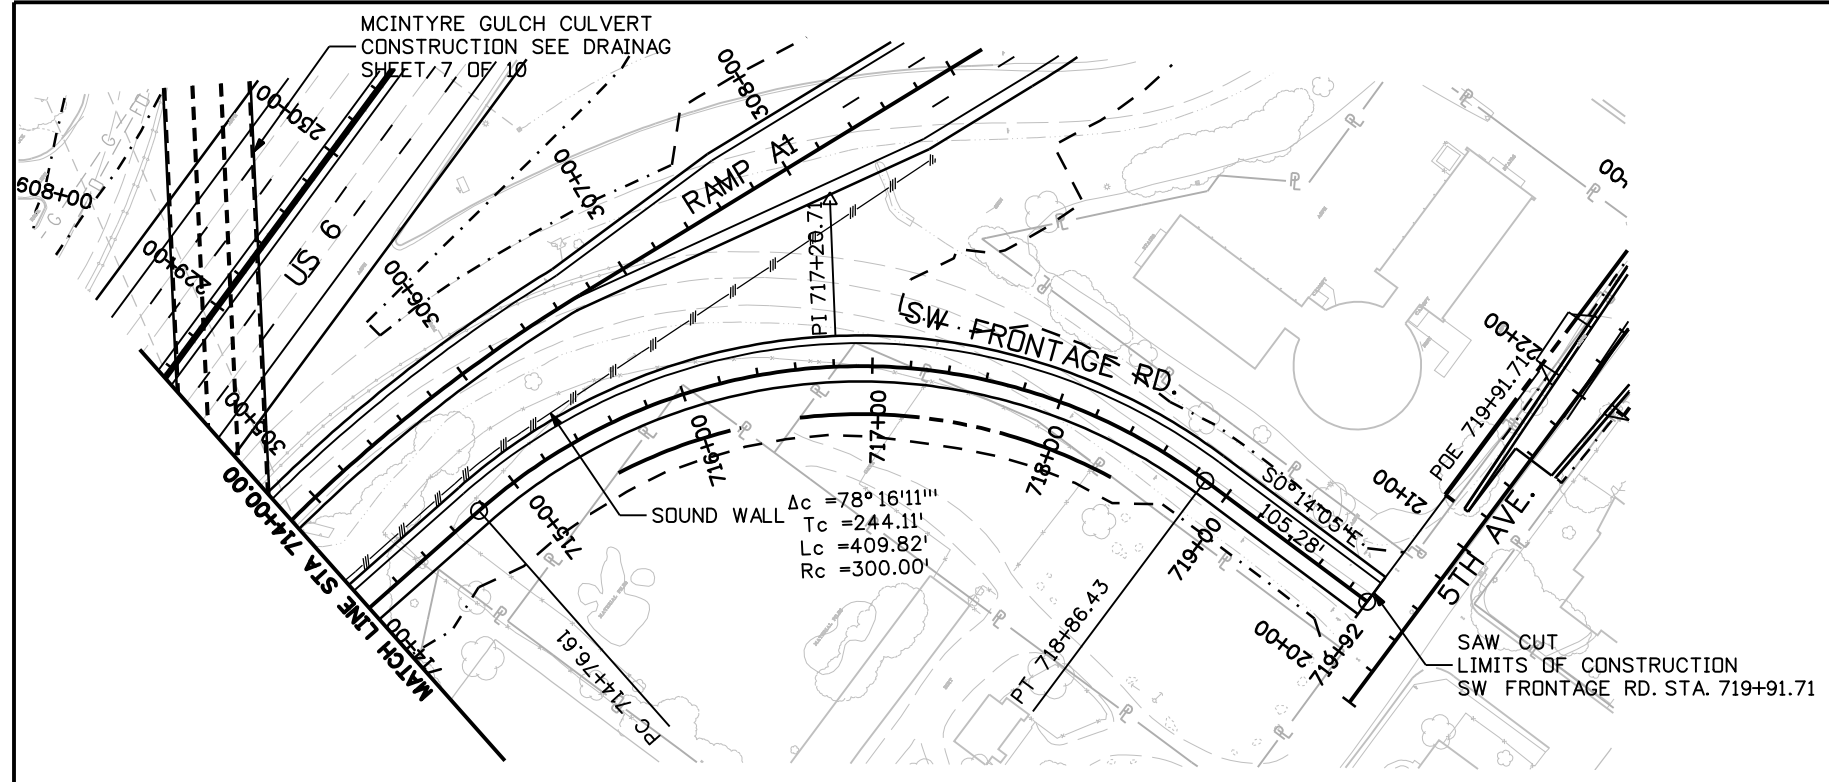 MCINTYRE GULCH CULVERT
CONSTRUCTION SEE DRAINAG
SHEET 7 OF 10
230+00
229+00
US 6
608+00
305+00
306+00
307+00
308+00
RAMP A1
PI 717+20.71
SW FRONTAGE RD.
MATCH LINE STA 714+00.00
714+00
715+00
716+00
717+00
718+00
719+00
719+92
SOUND WALL
Δc =78°16'11'''
Tc =244.11'
Lc =409.82'
Rc =300.00'
PC 714+76.61
PT 718+86.43
S0°14'05"E
105.28'
POE 719+91.71
20+00
21+00
22+00
5TH AVE.
SAW CUT
LIMITS OF CONSTRUCTION
SW FRONTAGE RD. STA. 719+91.71